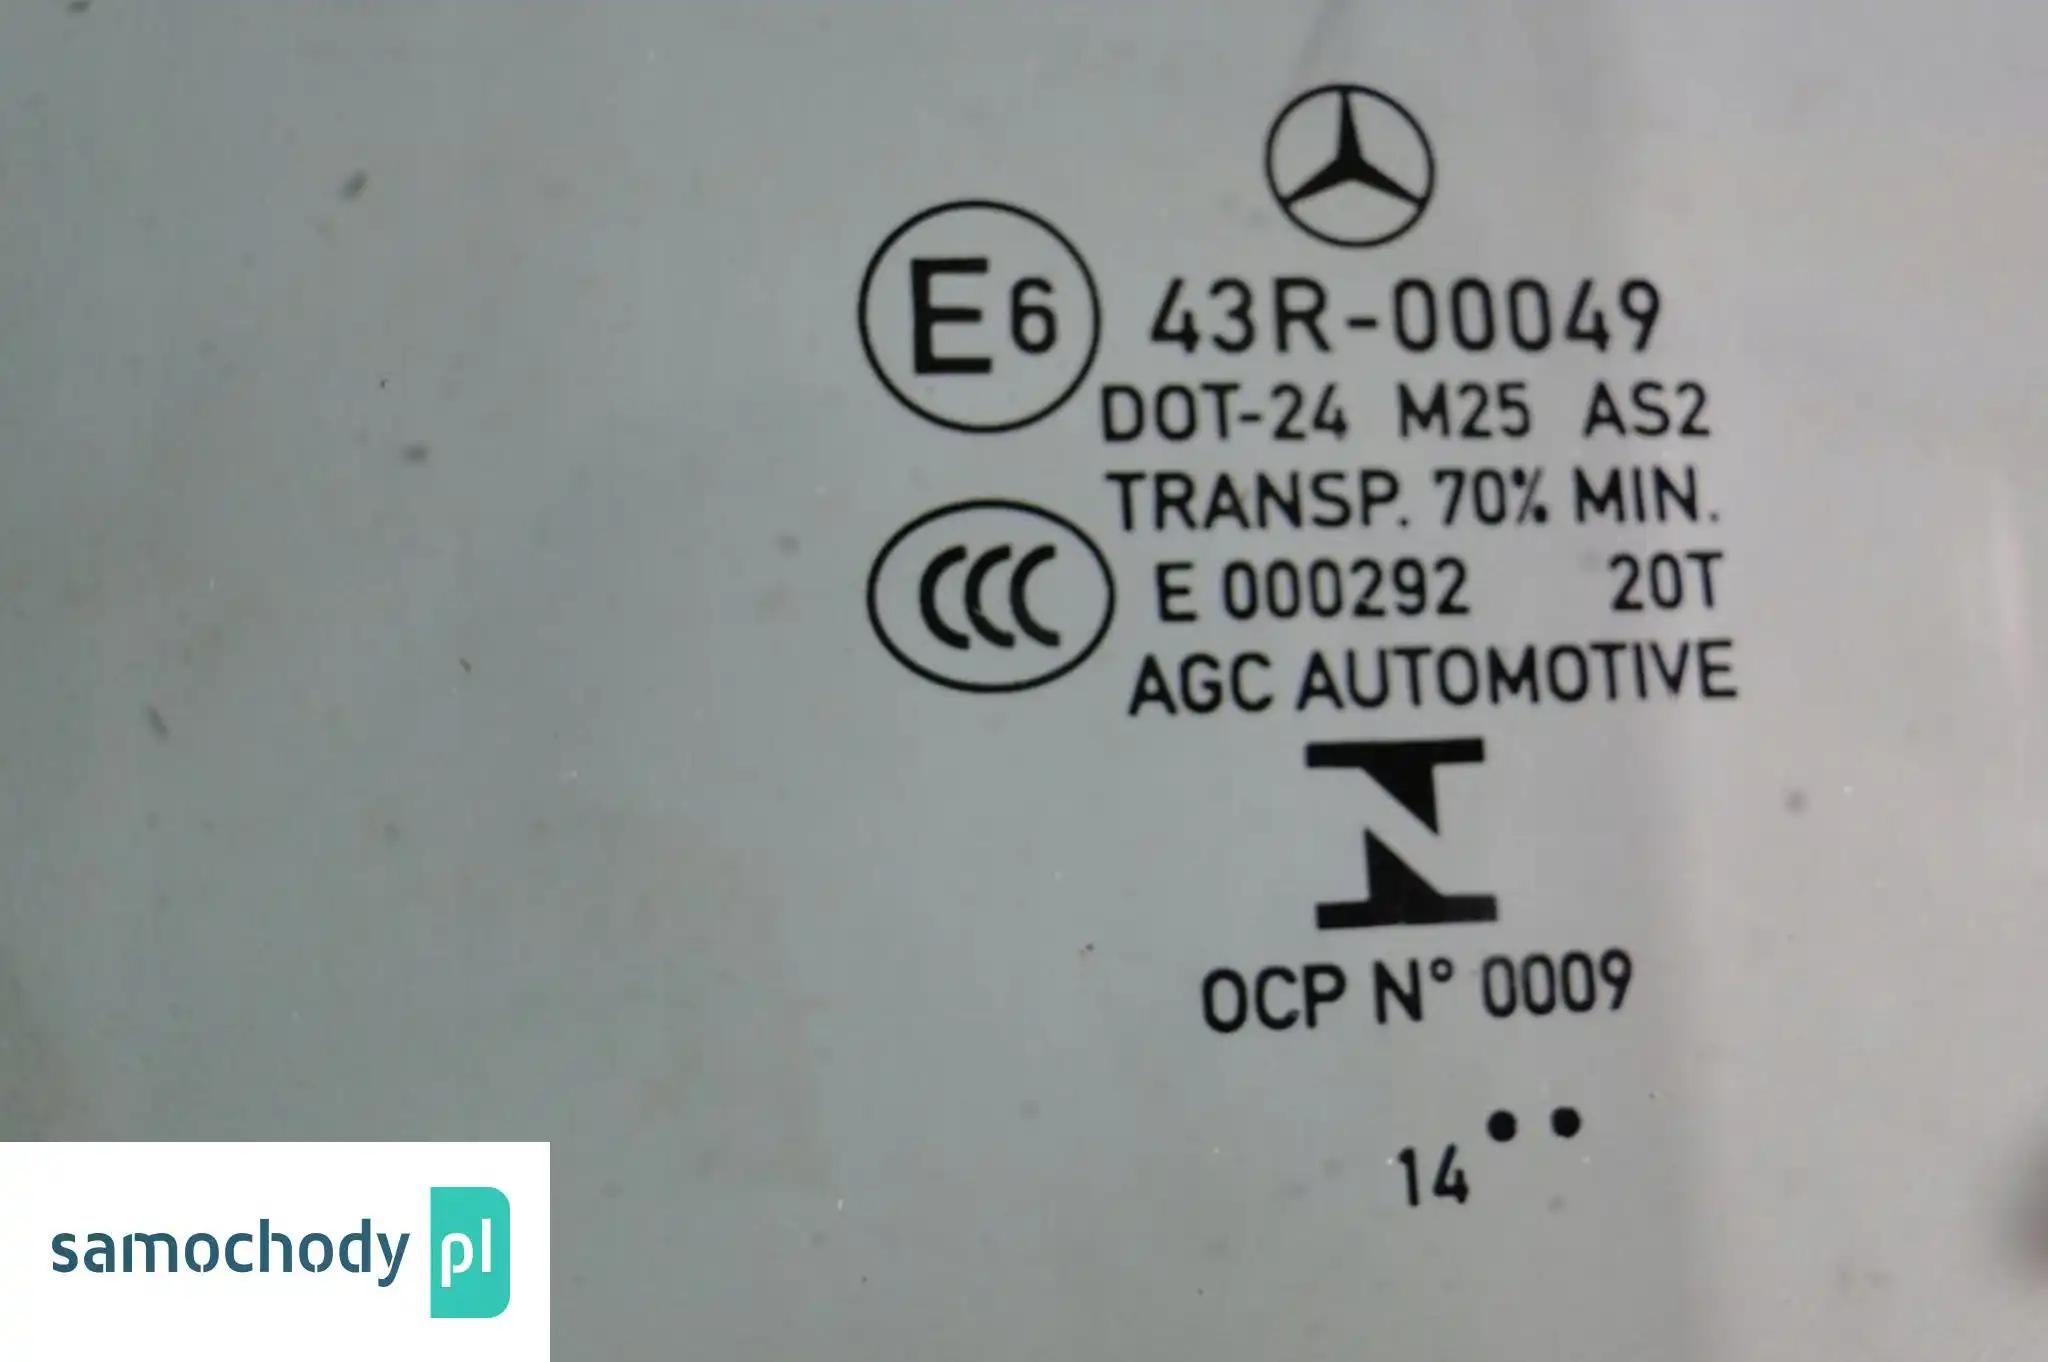 E6 43R-00049
DOT-24 M25 AS2
TRANSP. 70% MIN.
CCC
E 000292 20T
AGC AUTOMOTIVE
N
OCP N° 0009
14
samochody pl